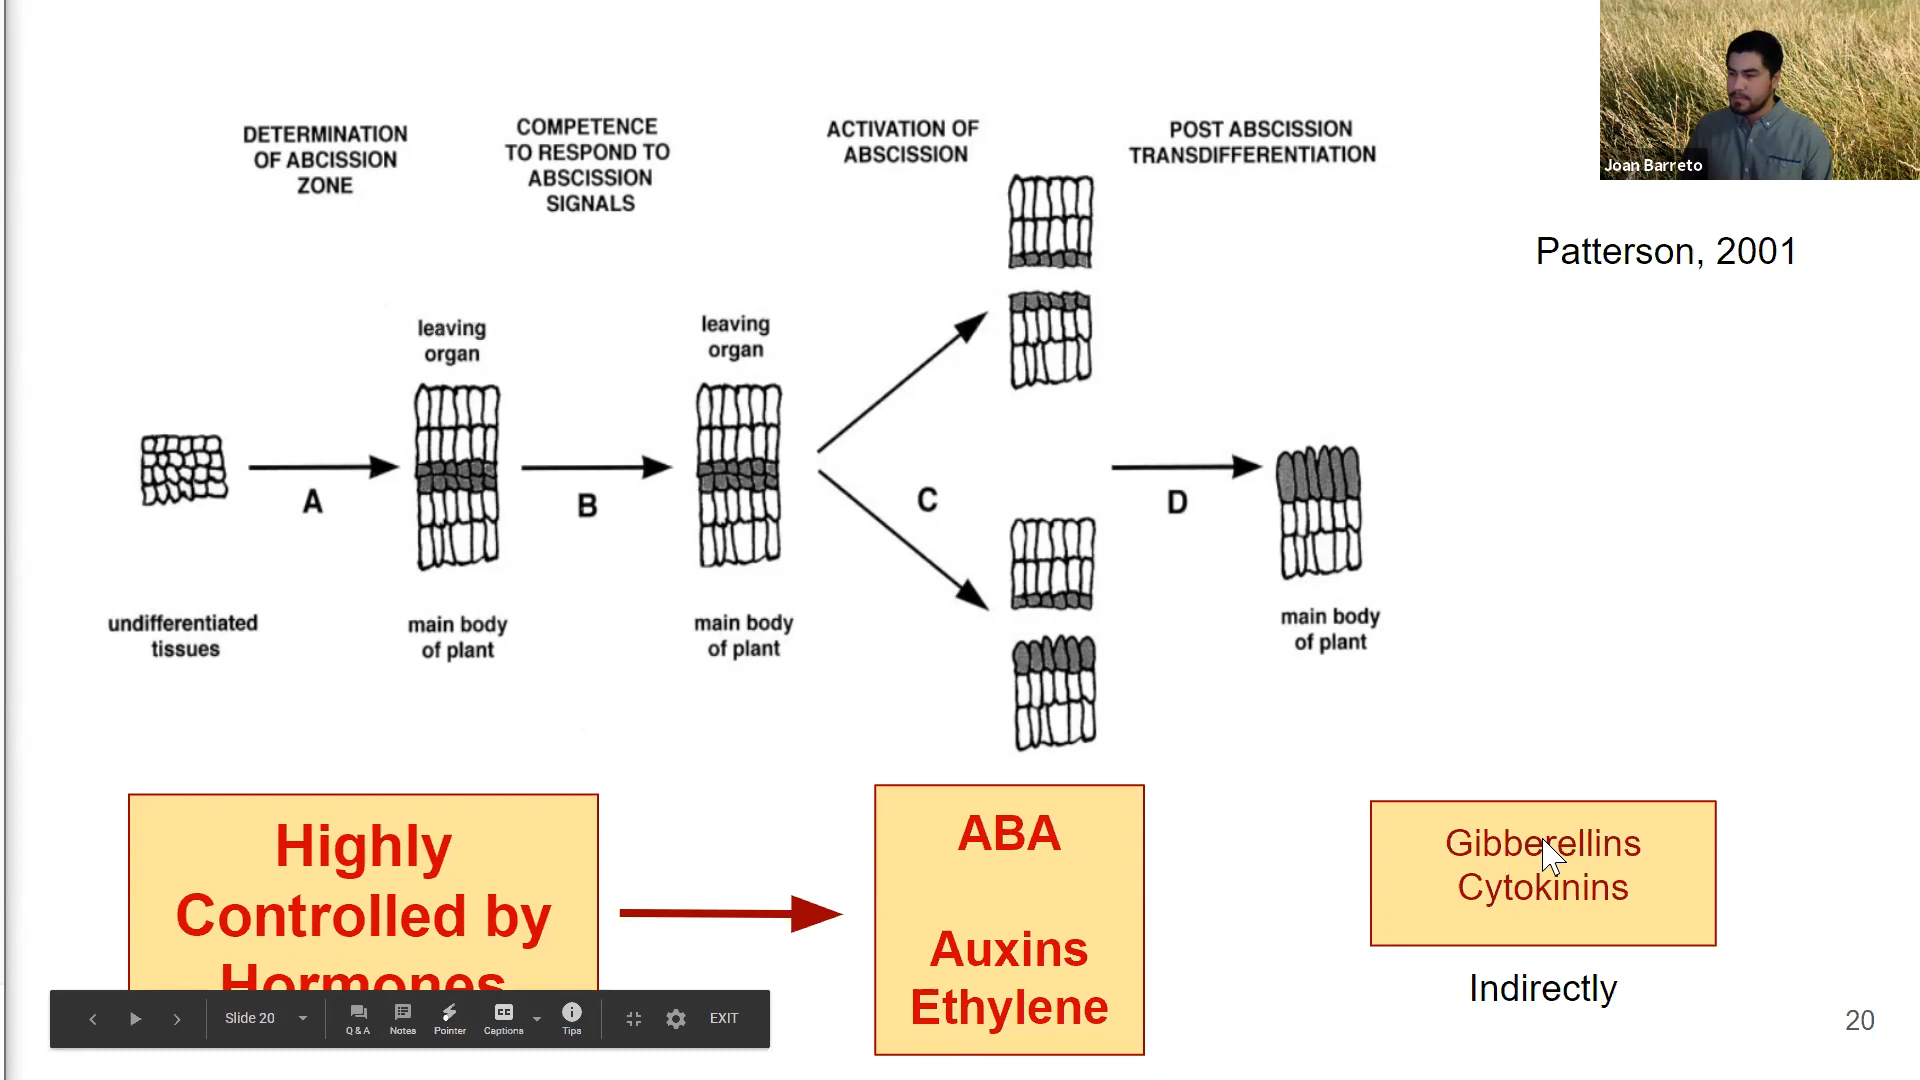 DETERMINATION
OF ABCISSION
ZONE
COMPETENCE
TO RESPOND TO
ABSCISSION
SIGNALS
ACTIVATION OF
ABSCISSION
POST ABSCISSION
TRANSDIFFERENTIATION
Joan Barreto
Patterson, 2001
leaving
organ
leaving
organ
A
B
C
D
undifferentiated
tissues
main body
of plant
main body
of plant
main body
of plant
Highly
Controlled by
Hormones
ABA
Auxins
Ethylene
Gibberellins
Cytokinins
Indirectly
Slide 20
Q & A
Notes
Pointer
Captions
CC
Tips
EXIT
20